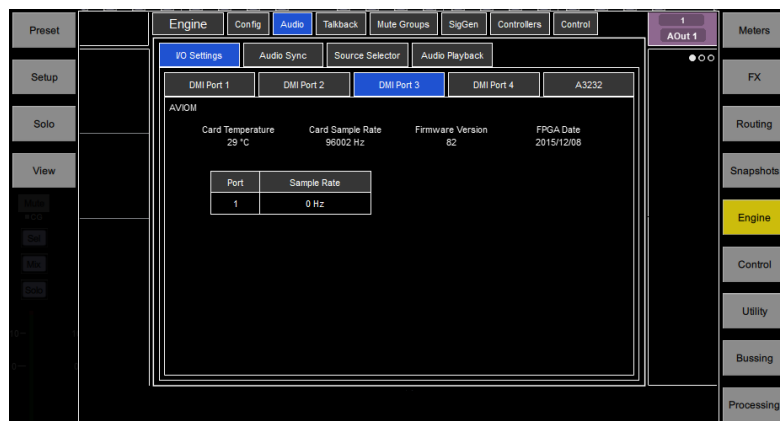 Preset
Setup
Solo
View
Mute
Solo
Engine
Config
Audio
Talkback
Mute Groups
SigGen
Controllers
Control
I/O Settings
Audio Sync
Source Selector
Audio Playback
DMI Port 1
DMI Port 2
DMI Port 3
DMI Port 4
A3232
AVIOM
Card Temperature
Card Sample Rate
Firmware Version
FPGA Date
29 °C
96002 Hz
82
2015/12/08
Port
Sample Rate
1
0 Hz
1
AOut 1
Meters
FX
Routing
Snapshots
Engine
Control
Utility
Bussing
Processing